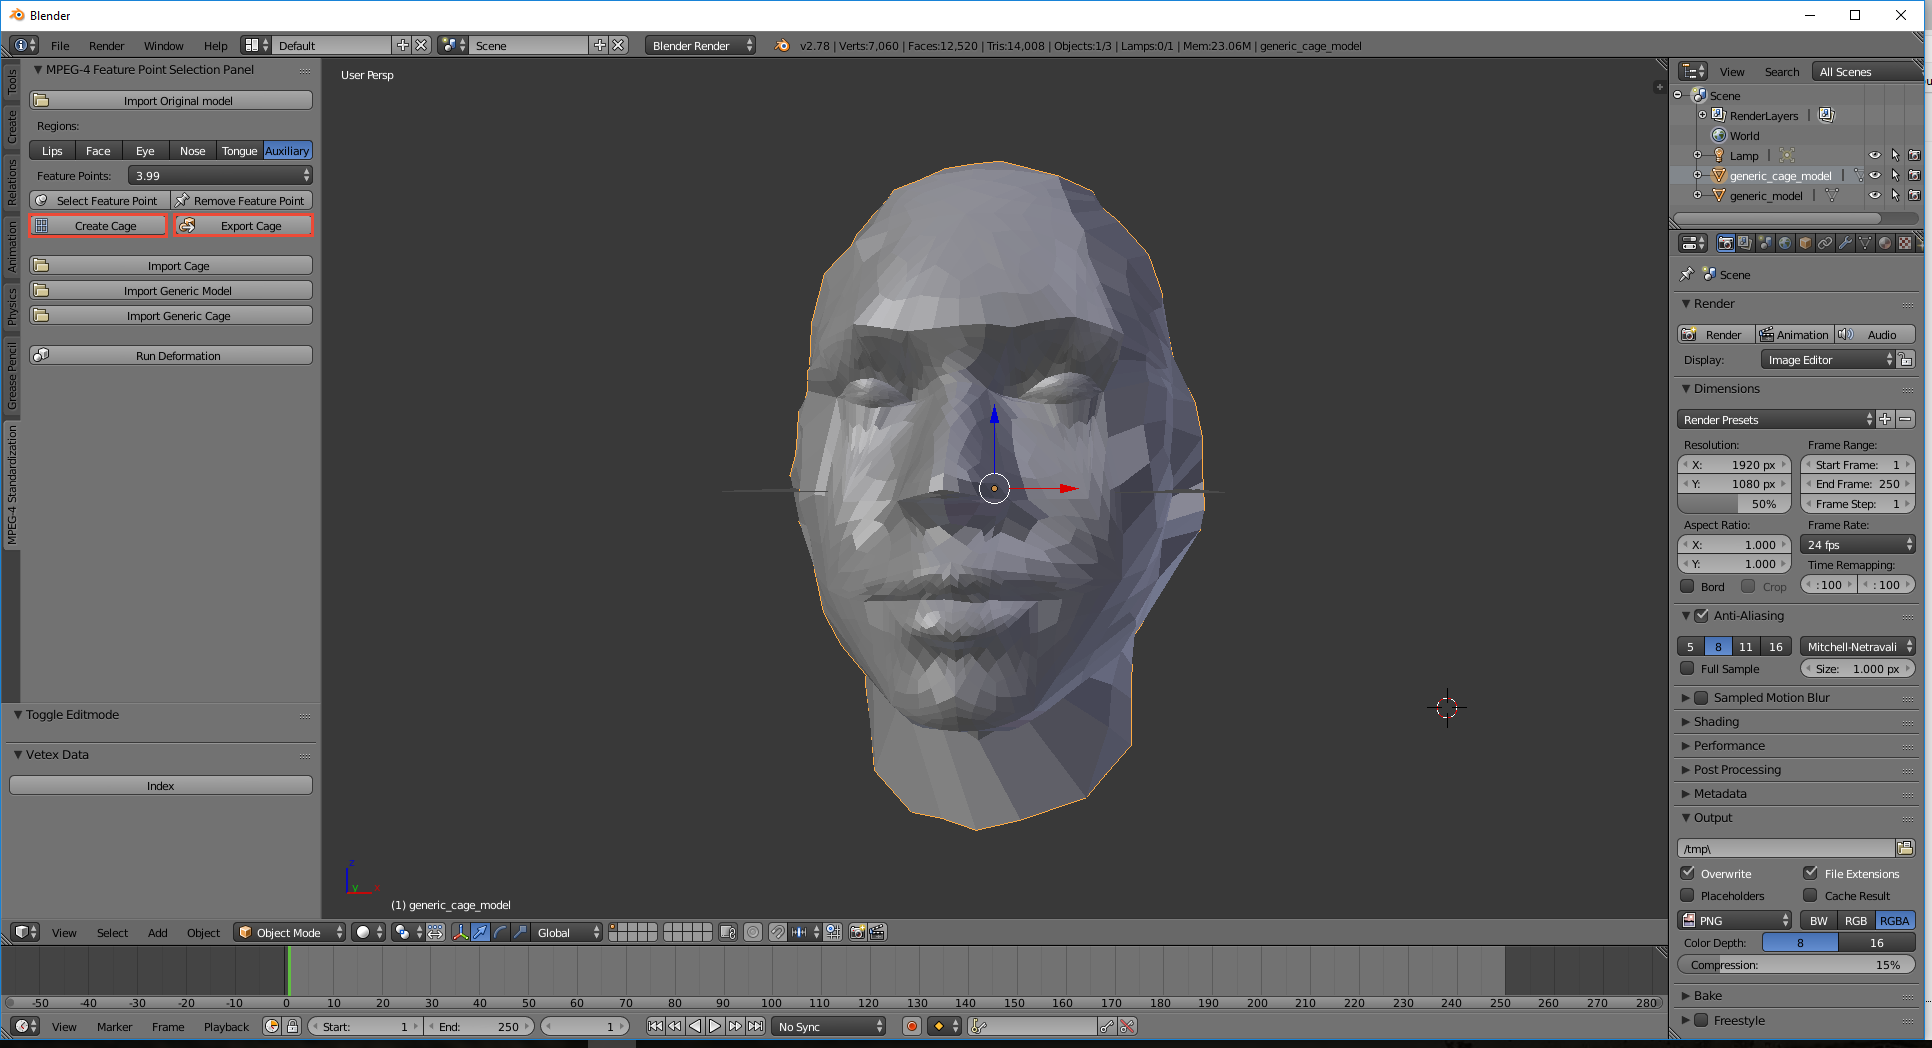 Blender
File Render Window Help Default Scene Blender Render v2.78 | Verts:7,060 | Faces:12,520 | Tris:14,008 | Objects:1/3 | Lamps:0/1 | Mem:23.06M | generic_cage_model
Tools
Create
Relations
Animation
Physics
Grease Pencil
MPEG-4 Standardization
MPEG-4 Feature Point Selection Panel
Import Original model
Regions:
Lips Face Eye Nose Tongue Auxiliary
Feature Points: 3.99
Select Feature Point Remove Feature Point
Create Cage Export Cage
Import Cage
Import Generic Model
Import Generic Cage
Run Deformation
Toggle Editmode
Vetex Data
Index
User Persp
z
y
x
(1) generic_cage_model
View Select Add Object Object Mode Global
-50 -40 -30 -20 -10 0 10 20 30 40 50 60 70 80 90 100 110 120 130 140 150 160 170 180 190 200 210 220 230 240 250 260 270 280
View Marker Frame Playback Start: 1 End: 250 1 No Sync
View Search All Scenes
Scene
RenderLayers |
World
Lamp |
generic_cage_model |
generic_model |
Scene
Render
Render Animation Audio
Display: Image Editor
Dimensions
Render Presets
Resolution: Frame Range:
X: 1920 px Start Frame: 1
Y: 1080 px End Frame: 250
50% Frame Step: 1
Aspect Ratio: Frame Rate:
X: 1.000 24 fps
Y: 1.000 Time Remapping:
Bord Crop : 100 : 100
Anti-Aliasing
5 8 11 16 Mitchell-Netravali
Full Sample Size: 1.000 px
Sampled Motion Blur
Shading
Performance
Post Processing
Metadata
Output
/tmp\
Overwrite File Extensions
Placeholders Cache Result
PNG BW RGB RGBA
Color Depth: 8 16
Compression: 15%
Bake
Freestyle